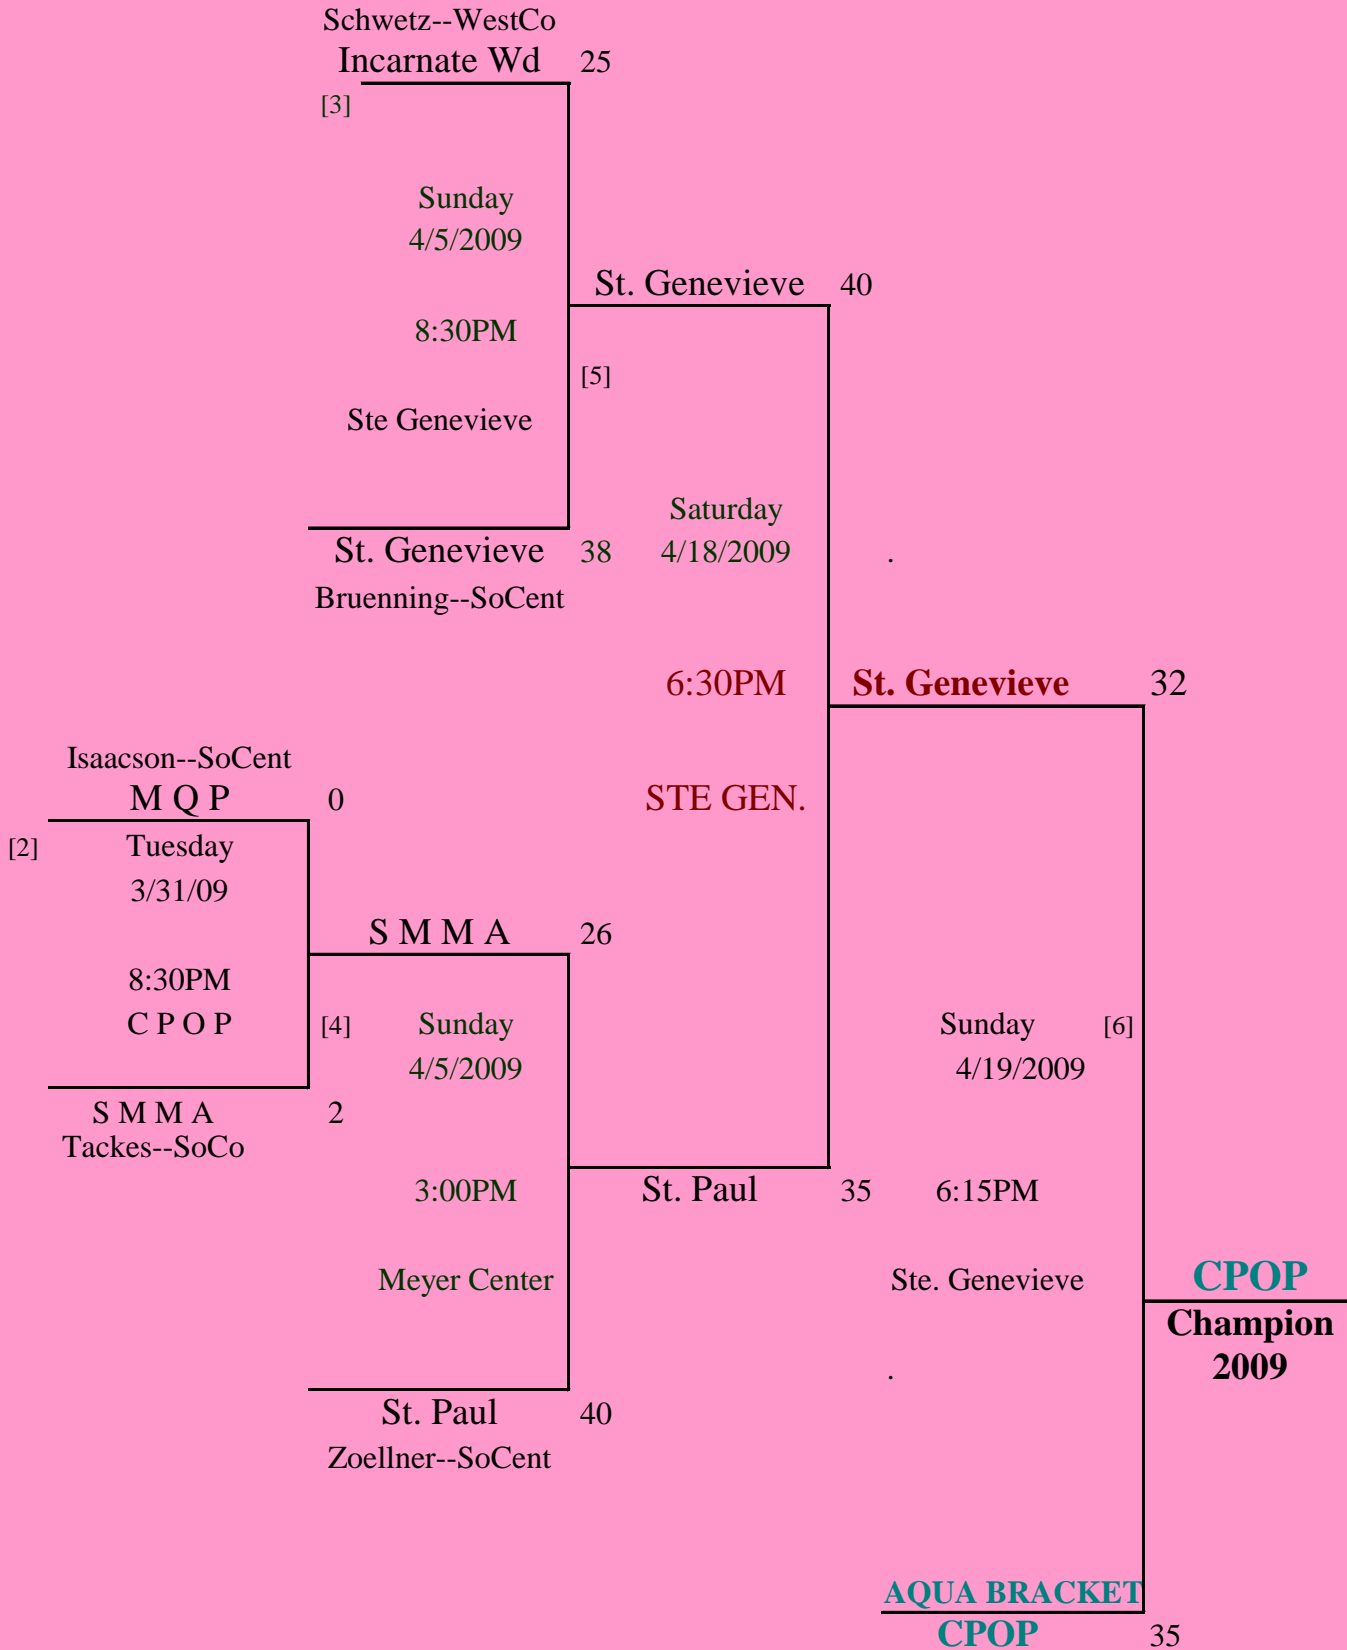 Schwetz--WestCo
Incarnate Wd 25
[3]
Sunday
4/5/2009
St. Genevieve 40
8:30PM
[5]
Ste Genevieve
Saturday
St. Genevieve 38 4/18/2009 .
Bruenning--SoCent
6:30PM St. Genevieve 32
Isaacson--SoCent
M Q P 0 STE GEN.
[2] Tuesday
3/31/09
S M M A 26
8:30PM
C P O P [4] Sunday Sunday [6]
4/5/2009 4/19/2009
S M M A 2
Tackes--SoCo
3:00PM St. Paul 35 6:15PM
Meyer Center Ste. Genevieve CPOP
Champion
2009
.
St. Paul 40
Zoellner--SoCent
AQUA BRACKET
CPOP 35